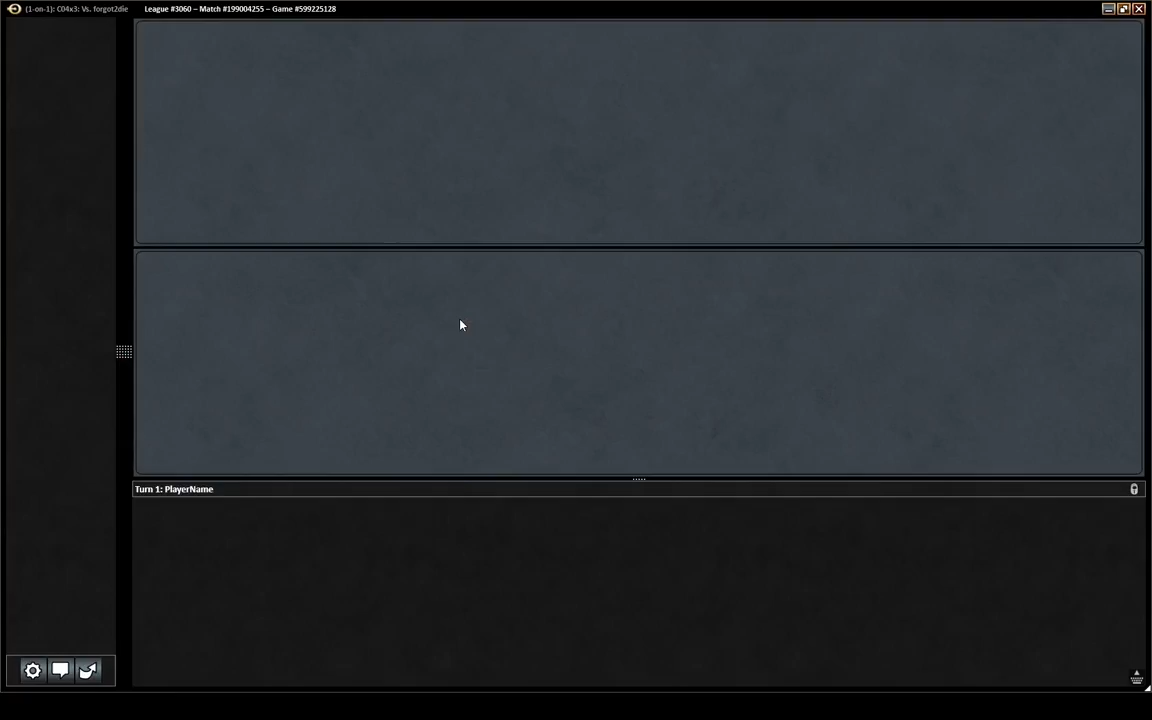 (1-on-1): C04x3: Vs. forgot2die League #3060 – Match #199004255 – Game #599225128
Turn 1: PlayerName